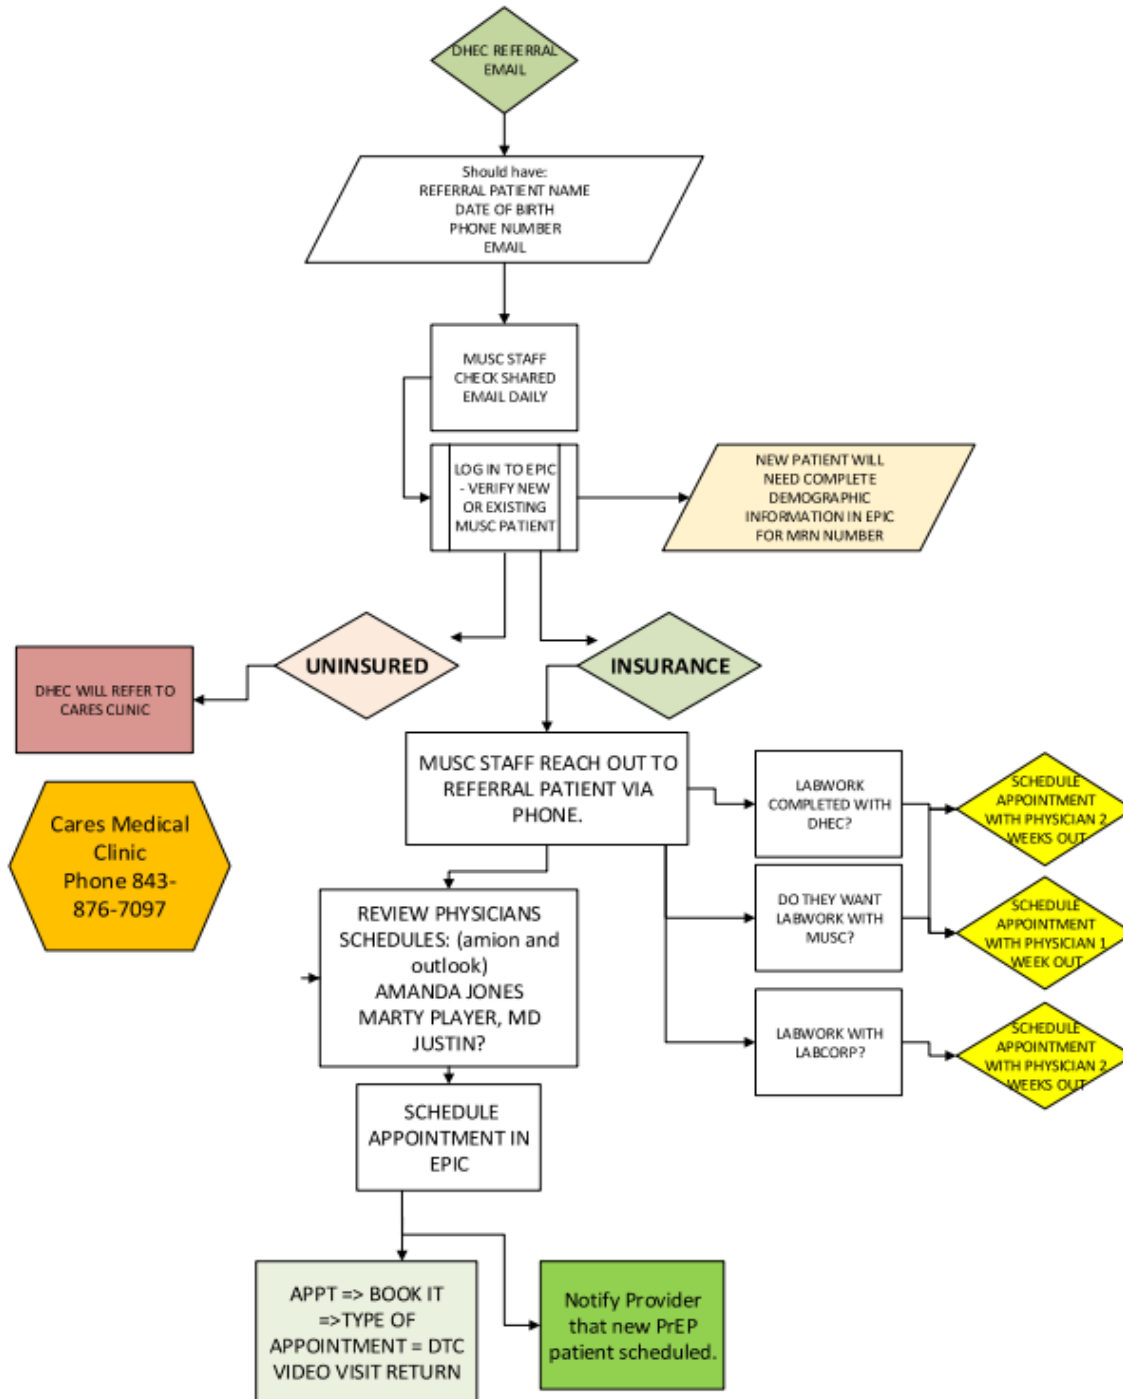 DHEC REFERRAL
EMAIL
Should have:
REFERRAL PATIENT NAME
DATE OF BIRTH
PHONE NUMBER
EMAIL
MUSC STAFF
CHECK SHARED
EMAIL DAILY
LOG IN TO EPIC
- VERIFY NEW
OR EXISTING
MUSC PATIENT
NEW PATIENT WILL
NEED COMPLETE
DEMOGRAPHIC
INFORMATION IN EPIC
FOR MRN NUMBER
UNINSURED
INSURANCE
DHEC WILL REFER TO
CARES CLINIC
Cares Medical
Clinic
Phone 843-
876-7097
MUSC STAFF REACH OUT TO
REFERRAL PATIENT VIA
PHONE.
LABWORK
COMPLETED WITH
DHEC?
SCHEDULE
APPOINTMENT
WITH PHYSICIAN 2
WEEKS OUT
DO THEY WANT
LABWORK WITH
MUSC?
SCHEDULE
APPOINTMENT
WITH PHYSICIAN 1
WEEK OUT
LABWORK WITH
LABCORP?
SCHEDULE
APPOINTMENT
WITH PHYSICIAN 2
WEEKS OUT
REVIEW PHYSICIANS
SCHEDULES: (amion and
outlook)
AMANDA JONES
MARTY PLAYER, MD
JUSTIN?
SCHEDULE
APPOINTMENT IN
EPIC
APPT => BOOK IT
=>TYPE OF
APPOINTMENT = DTC
VIDEO VISIT RETURN
Notify Provider
that new PrEP
patient scheduled.